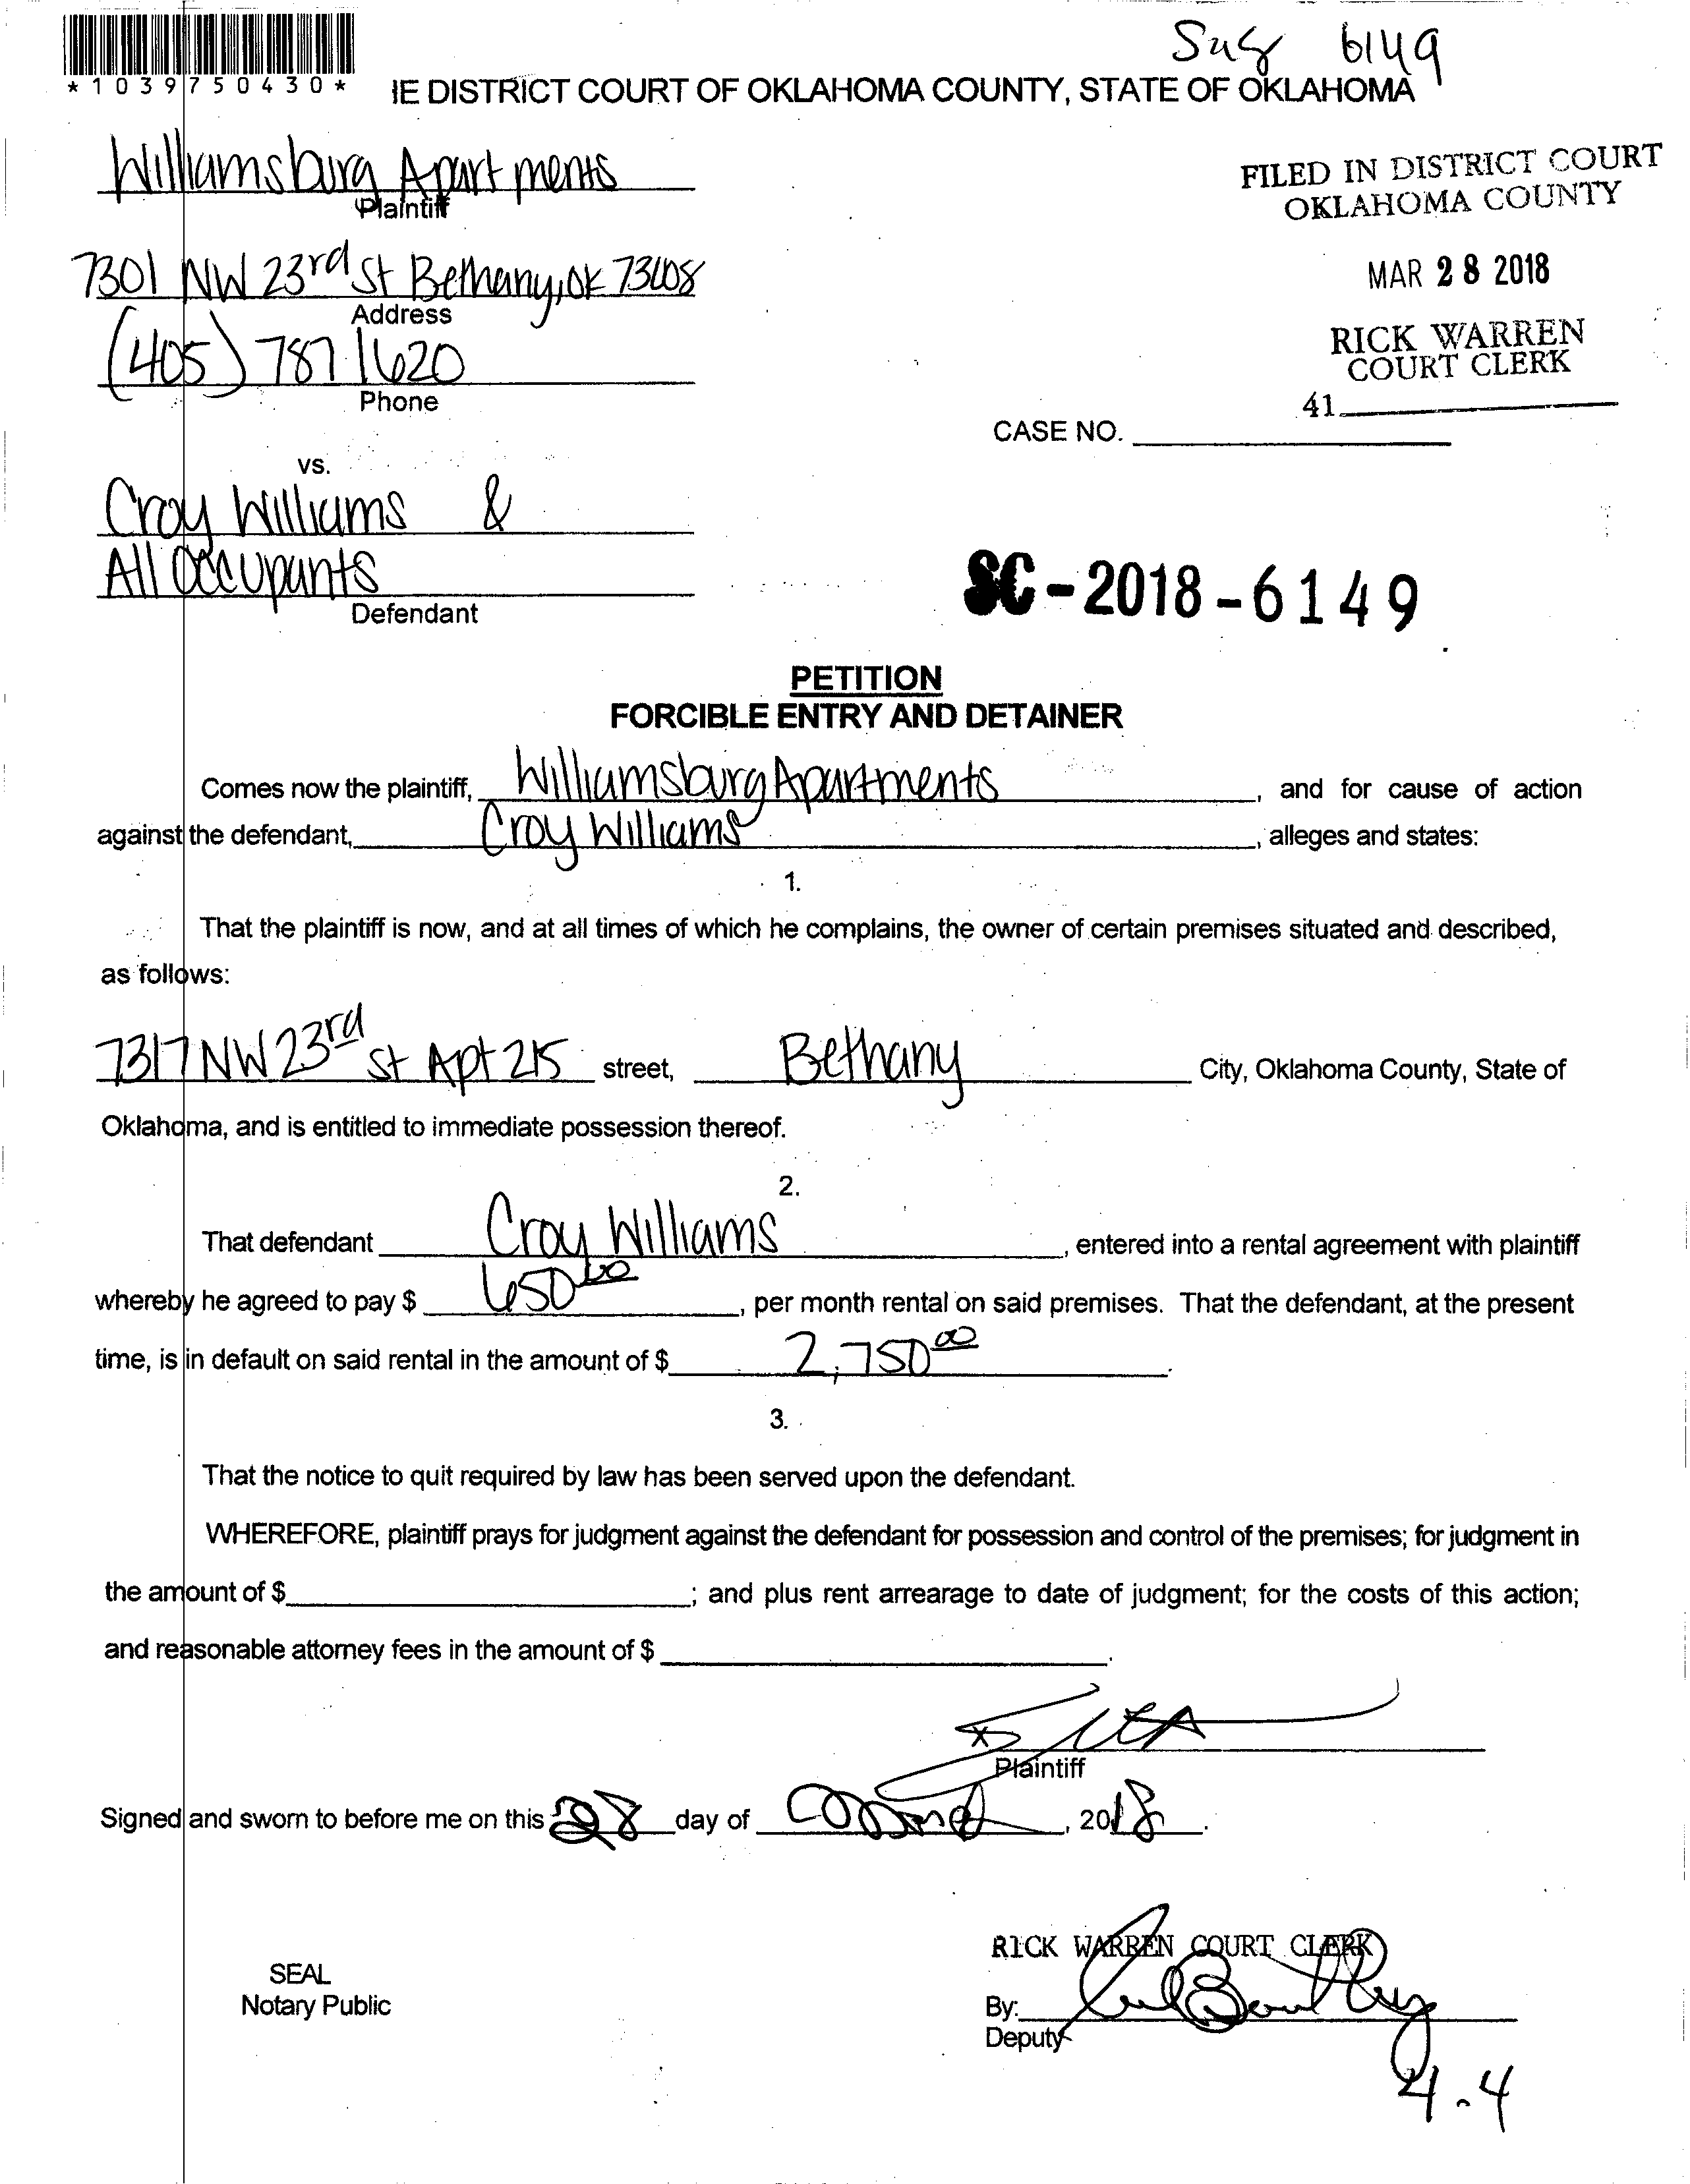 Suz 6149
*1039750430*
IE DISTRICT COURT OF OKLAHOMA COUNTY, STATE OF OKLAHOMA
Williamsburg Apartments
Plaintiff
FILED IN DISTRICT COURT
OKLAHOMA COUNTY
7301 NW 23rd St Bethany, OK 73008
Address
MAR 28 2018
(405) 787 1620
Phone
RICK WARREN
COURT CLERK
41
CASE NO.
vs.
Croy Williams &
All Occupants
Defendant
SC-2018-6149
PETITION
FORCIBLE ENTRY AND DETAINER
Comes now the plaintiff, Williamsburg Apartments, and for cause of action
against the defendant, Croy Williams, alleges and states:
1.
That the plaintiff is now, and at all times of which he complains, the owner of certain premises situated and described,
as follows:
7317 NW 23rd St Apt 215 street, Bethany City, Oklahoma County, State of
Oklahoma, and is entitled to immediate possession thereof.
2.
That defendant Croy Williams, entered into a rental agreement with plaintiff
whereby he agreed to pay $ 650.00, per month rental on said premises. That the defendant, at the present
time, is in default on said rental in the amount of $ 2,750.00.
3.
That the notice to quit required by law has been served upon the defendant.
WHEREFORE, plaintiff prays for judgment against the defendant for possession and control of the premises; for judgment in
the amount of $ ; and plus rent arrearage to date of judgment; for the costs of this action;
and reasonable attorney fees in the amount of $ .
x
Plaintiff
Signed and sworn to before me on this 28 day of March, 2018.
RICK WARREN COURT CLERK
SEAL
Notary Public
By:
Deputy
4.4